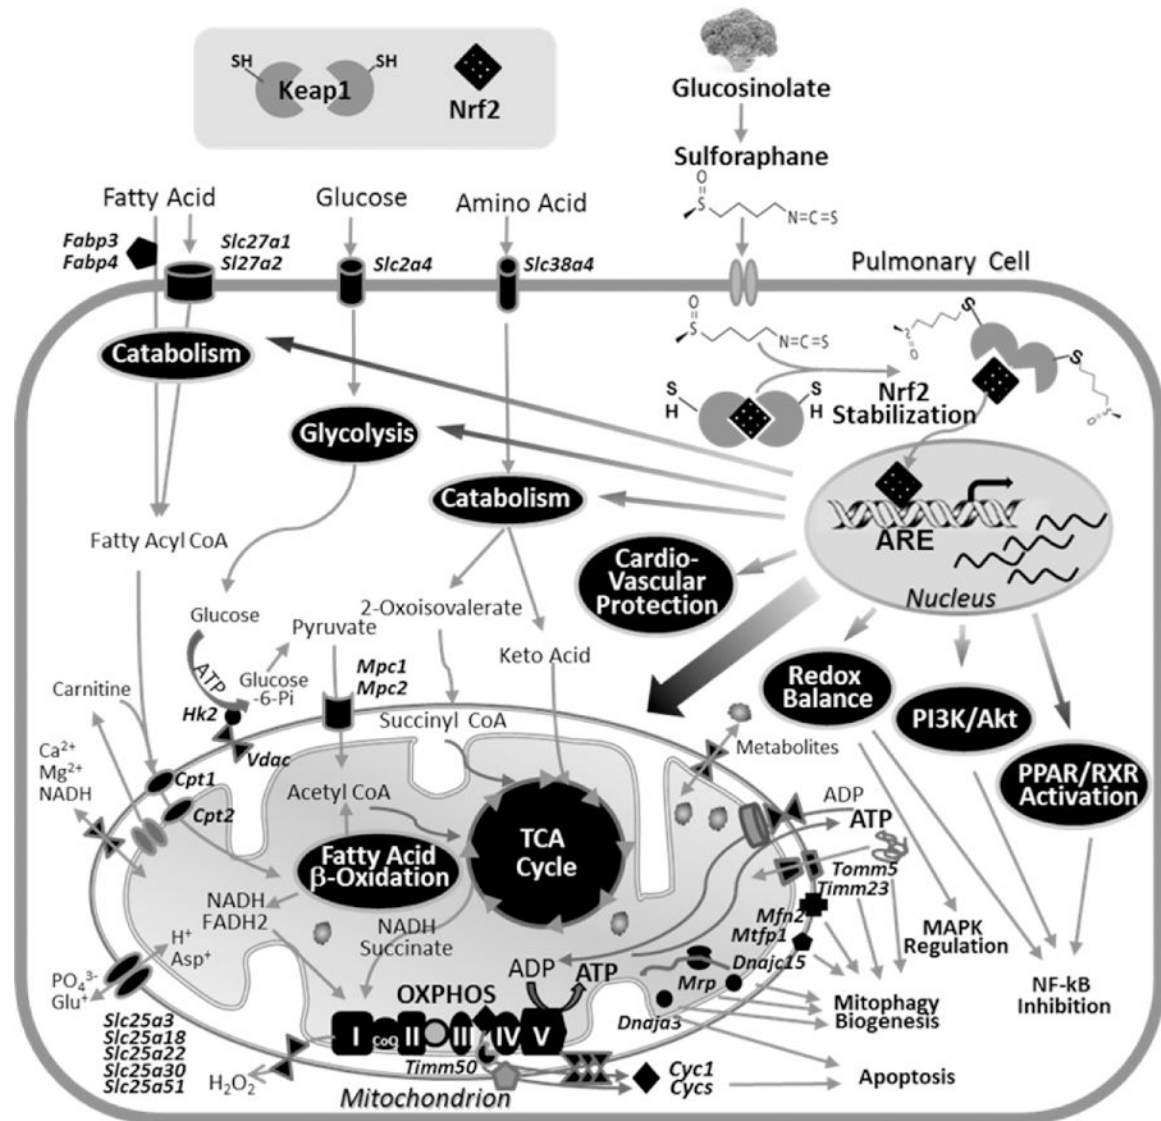 SH
SH
Keap1
Nrf2
Glucosinolate
Sulforaphane
O
S
N=C=S
Fatty Acid
Glucose
Amino Acid
Fabp3
Fabp4
Slc27a1
Sl27a2
Slc2a4
Slc38a4
Pulmonary Cell
O
S
N=C=S
S
O
S
S
H
S
H
S
O
Nrf2
Stabilization
Catabolism
Glycolysis
Catabolism
ARE
Nucleus
Fatty Acyl CoA
Cardio-
Vascular
Protection
Glucose
ATP
Pyruvate
Glucose
-6-Pi
2-Oxoisovalerate
Keto Acid
Mpc1
Mpc2
Carnitine
Hk2
Vdac
Succinyl CoA
Redox
Balance
PI3K/Akt
PPAR/RXR
Activation
Metabolites
Ca²⁺
Mg²⁺
NADH
Cpt1
Cpt2
Acetyl CoA
Fatty Acid
β-Oxidation
TCA
Cycle
ADP
ATP
Tomm5
Timm23
Mfn2
Mtfp1
Dnajc15
MAPK
Regulation
NF-kB
Inhibition
NADH
FADH2
NADH
Succinate
H⁺
Asp⁺
PO₄³⁻
Glu⁺
ADP
ATP
Mrp
Dnaja3
Mitophagy
Biogenesis
OXPHOS
I
CoQ
II
III
IV
V
Slc25a3
Slc25a18
Slc25a22
Slc25a30
Slc25a51
H₂O₂
Timm50
Cyc1
Cycs
Apoptosis
Mitochondrion